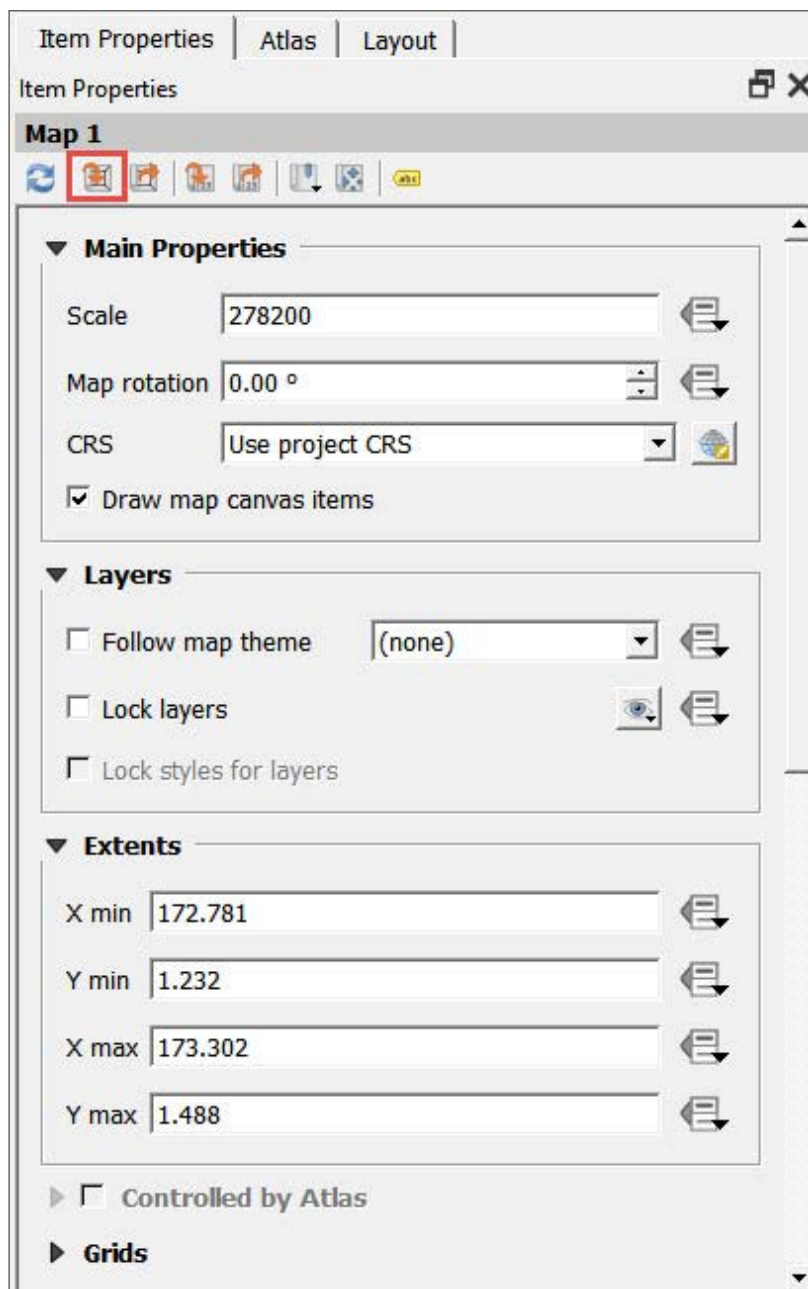 Item Properties Atlas Layout
Item Properties
Map 1
abc
Main Properties
Scale 278200
Map rotation 0.00 º
CRS Use project CRS
Draw map canvas items
Layers
Follow map theme (none)
Lock layers
Lock styles for layers
Extents
X min 172.781
Y min 1.232
X max 173.302
Y max 1.488
Controlled by Atlas
Grids